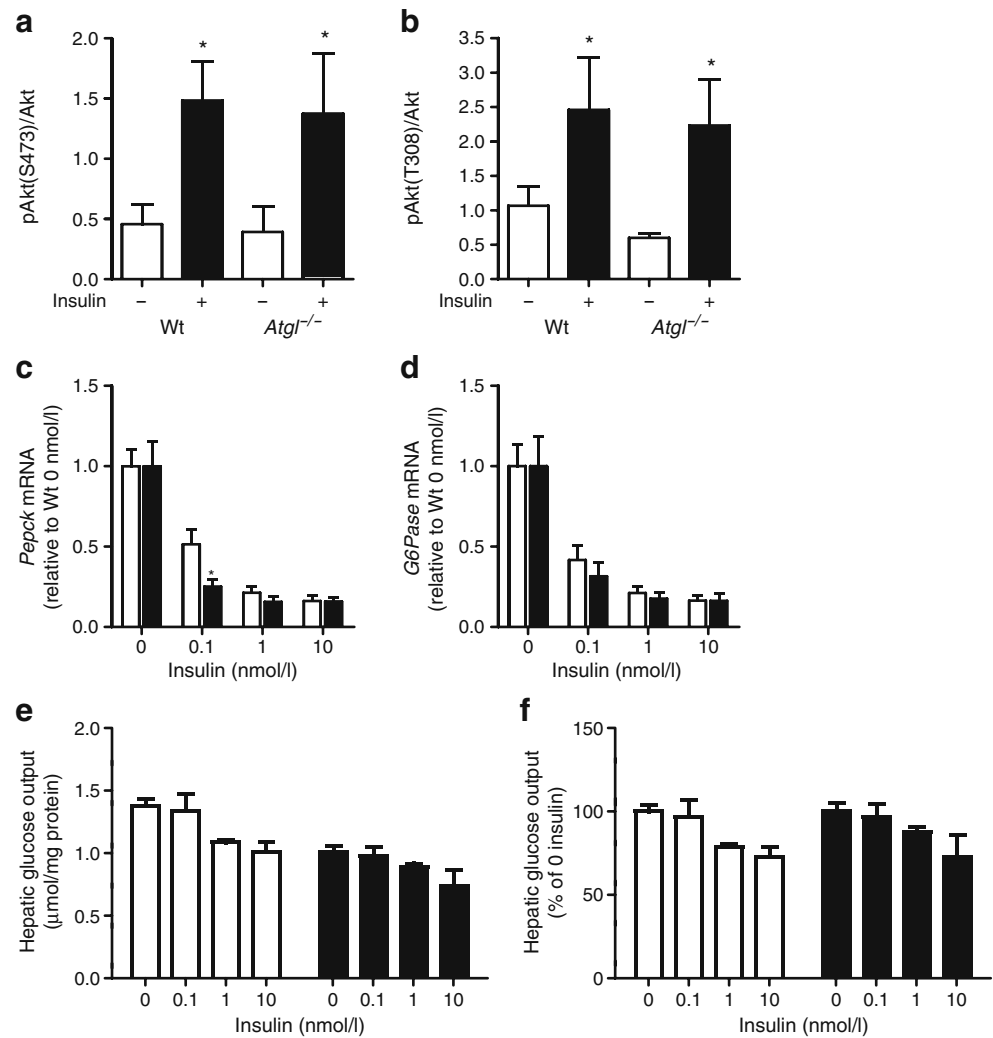 a
pAkt(S473)/Akt
2.0
1.5
1.0
0.5
0.0
*
*
Insulin – + – +
Wt Atgl–/–
b
pAkt(T308)/Akt
3.5
3.0
2.5
2.0
1.5
1.0
0.5
0.0
*
*
Insulin – + – +
Wt Atgl–/–
c
Pepck mRNA
(relative to Wt 0 nmol/l)
1.5
1.0
0.5
0.0
*
0 0.1 1 10
Insulin (nmol/l)
d
G6Pase mRNA
(relative to Wt 0 nmol/l)
1.5
1.0
0.5
0.0
0 0.1 1 10
Insulin (nmol/l)
e
Hepatic glucose output
(μmol/mg protein)
2.0
1.5
1.0
0.5
0.0
0 0.1 1 10 0 0.1 1 10
Insulin (nmol/l)
f
Hepatic glucose output
(% of 0 insulin)
150
100
50
0
0 0.1 1 10 0 0.1 1 10
Insulin (nmol/l)